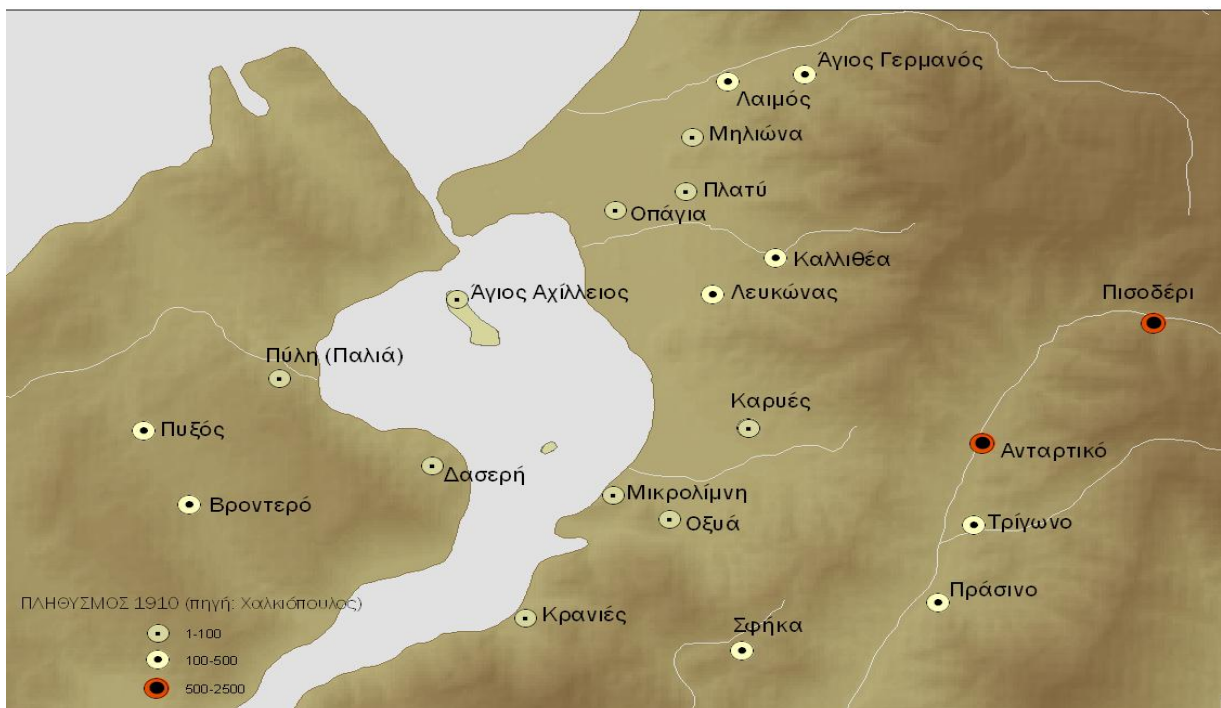 Άγιος Γερμανός
Λαιμός
Μηλιώνα
Πλατύ
Οπάγια
Καλλιθέα
Άγιος Αχίλλειος
Λευκώνας
Πισοδέρι
Πύλη (Παλιά)
Καρυές
Πυξός
Ανταρτικό
Δασερή
Μικρολίμνη
Βροντερό
Οξυά
Τρίγωνο
Πράσινο
ΠΛΗΘΥΣΜΟΣ 1910 (πηγή: Χαλκιόπουλος)
Κρανιές
Σφήκα
1-100
100-500
500-2500